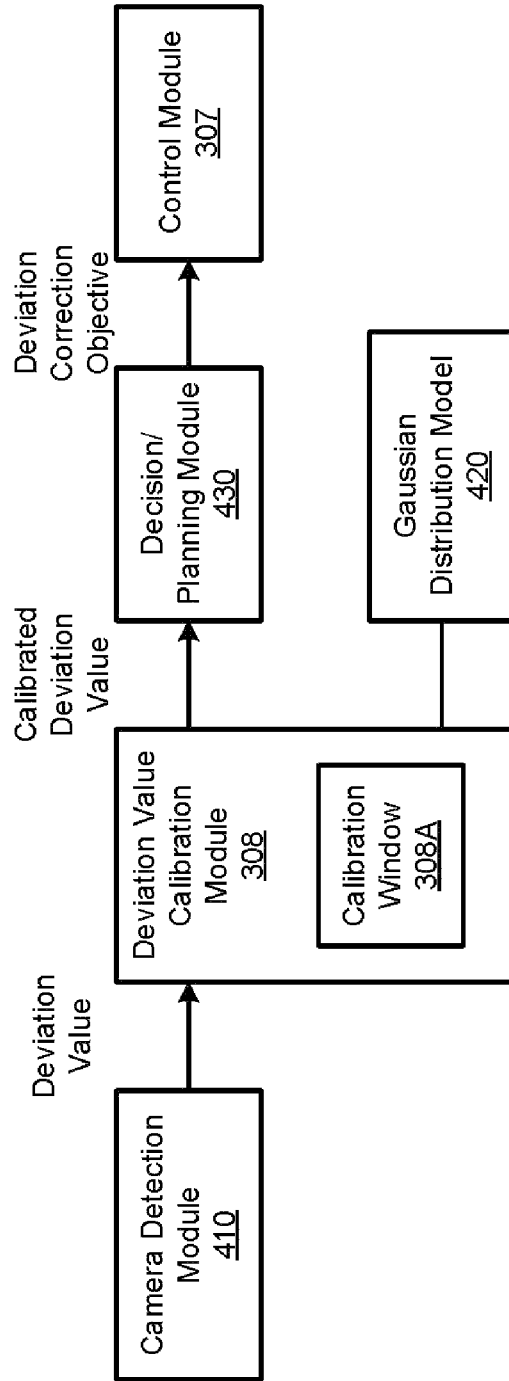 Camera Detection
Module
410
Deviation
Value
Deviation Value
Calibration
Module
308
Calibration
Window
308A
Calibrated
Deviation
Value
Decision/
Planning Module
430
Gaussian
Distribution Model
420
Deviation
Correction
Objective
Control Module
307